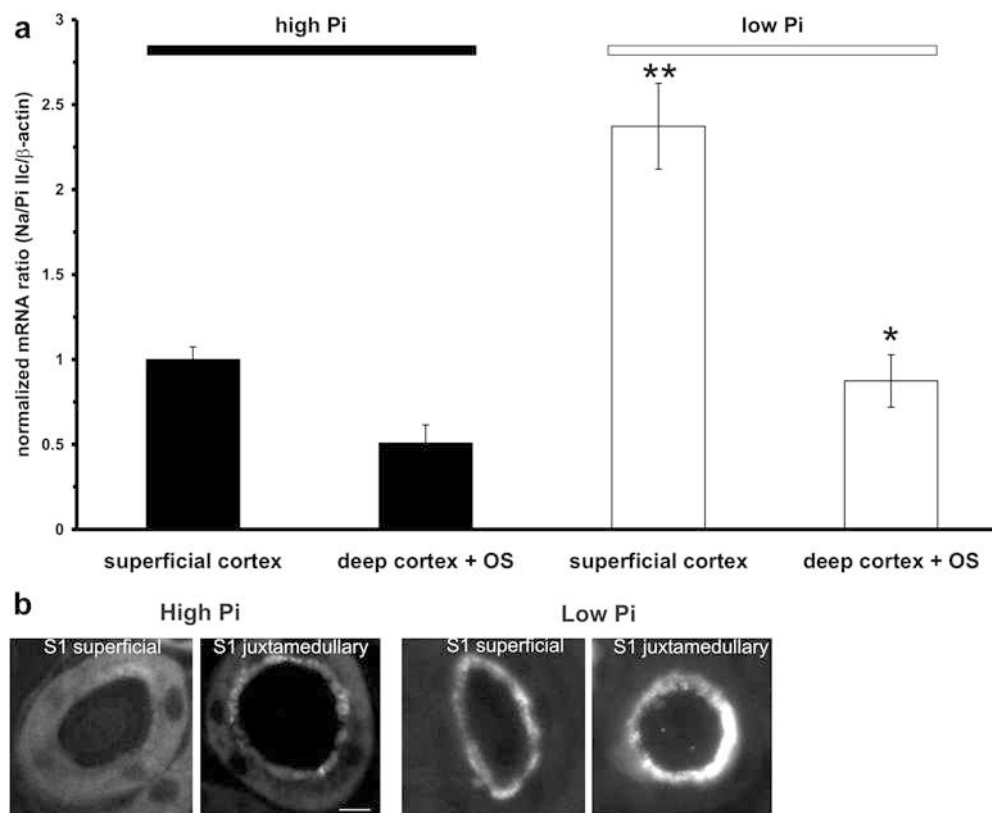 a
high Pi
low Pi
normalized mRNA ratio (Na/Pi IIc/β-actin)
3
2.5
2
1.5
1
0.5
0
**
*
superficial cortex
deep cortex + OS
superficial cortex
deep cortex + OS
b
High Pi
Low Pi
S1 superficial
S1 juxtamedullary
S1 superficial
S1 juxtamedullary